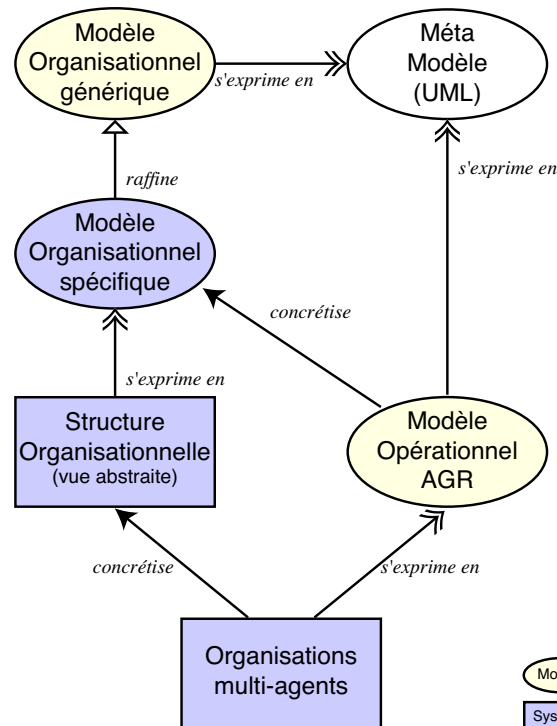 Modèle
Organisationnel
générique
s'exprime en
Méta
Modèle
(UML)
raffine
s'exprime en
Modèle
Organisationnel
spécifique
concrétise
s'exprime en
Structure
Organisationnelle
(vue abstraite)
Modèle
Opérationnel
AGR
concrétise
s'exprime en
Organisations
multi-agents